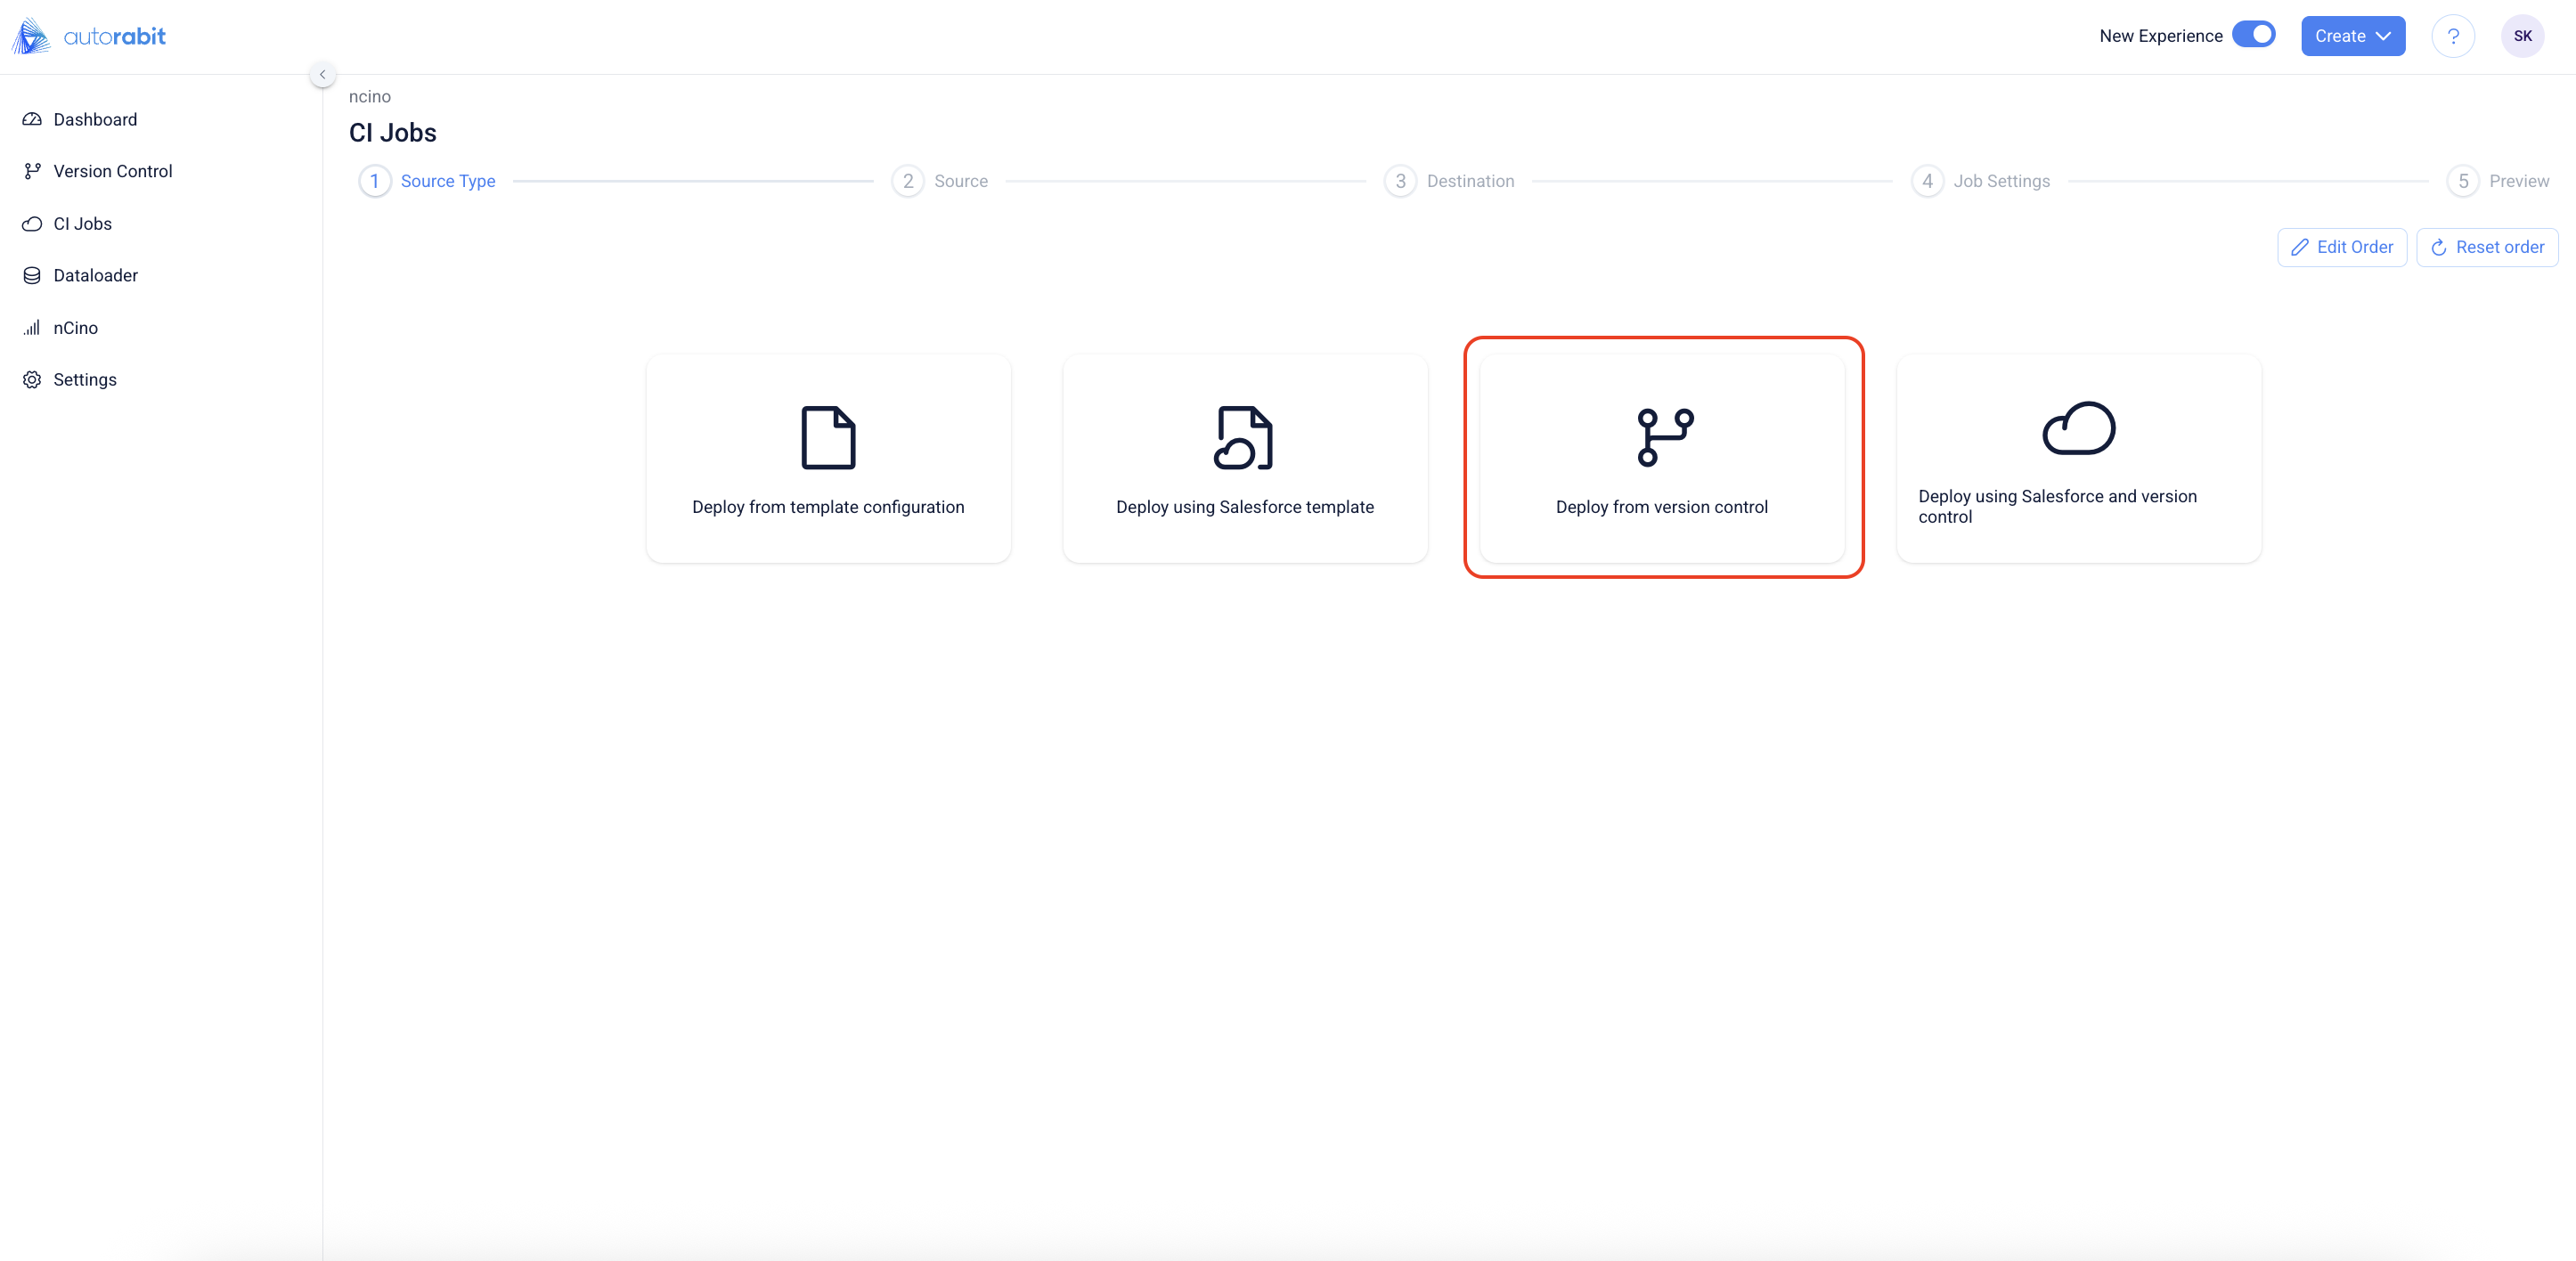 autorabit
New Experience
Create
?
SK
Dashboard
Version Control
CI Jobs
Dataloader
nCino
Settings
ncino
CI Jobs
1 Source Type
2 Source
3 Destination
4 Job Settings
5 Preview
Edit Order
Reset order
Deploy from template configuration
Deploy using Salesforce template
Deploy from version control
Deploy using Salesforce and version
control